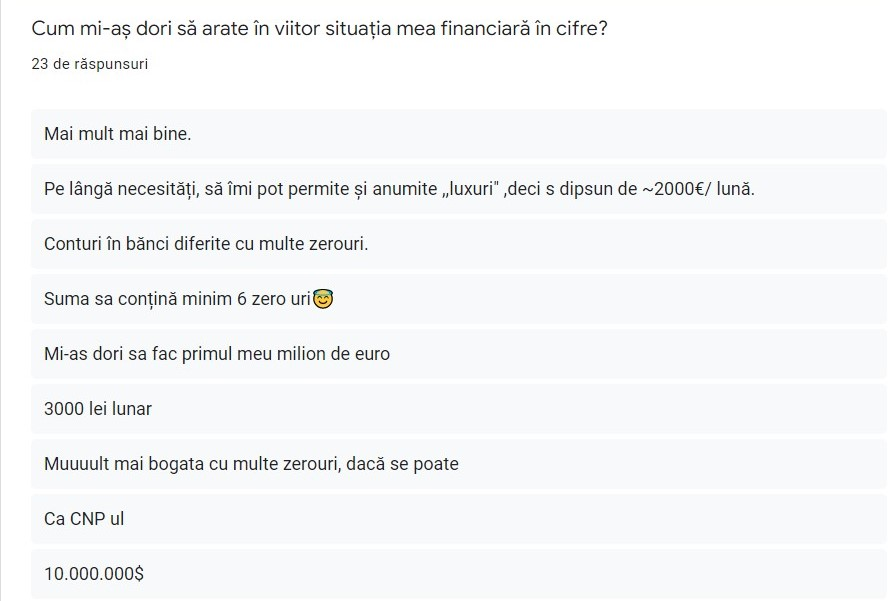 Cum mi-aș dori să arate în viitor situația mea financiară în cifre?
23 de răspunsuri
Mai mult mai bine.
Pe lângă necesități, să îmi pot permite și anumite ,,luxuri" ,deci s dipsun de ~2000€/ lună.
Conturi în bănci diferite cu multe zerouri.
Suma sa conțină minim 6 zero uri😇
Mi-as dori sa fac primul meu milion de euro
3000 lei lunar
Muuuult mai bogata cu multe zerouri, dacă se poate
Ca CNP ul
10.000.000$